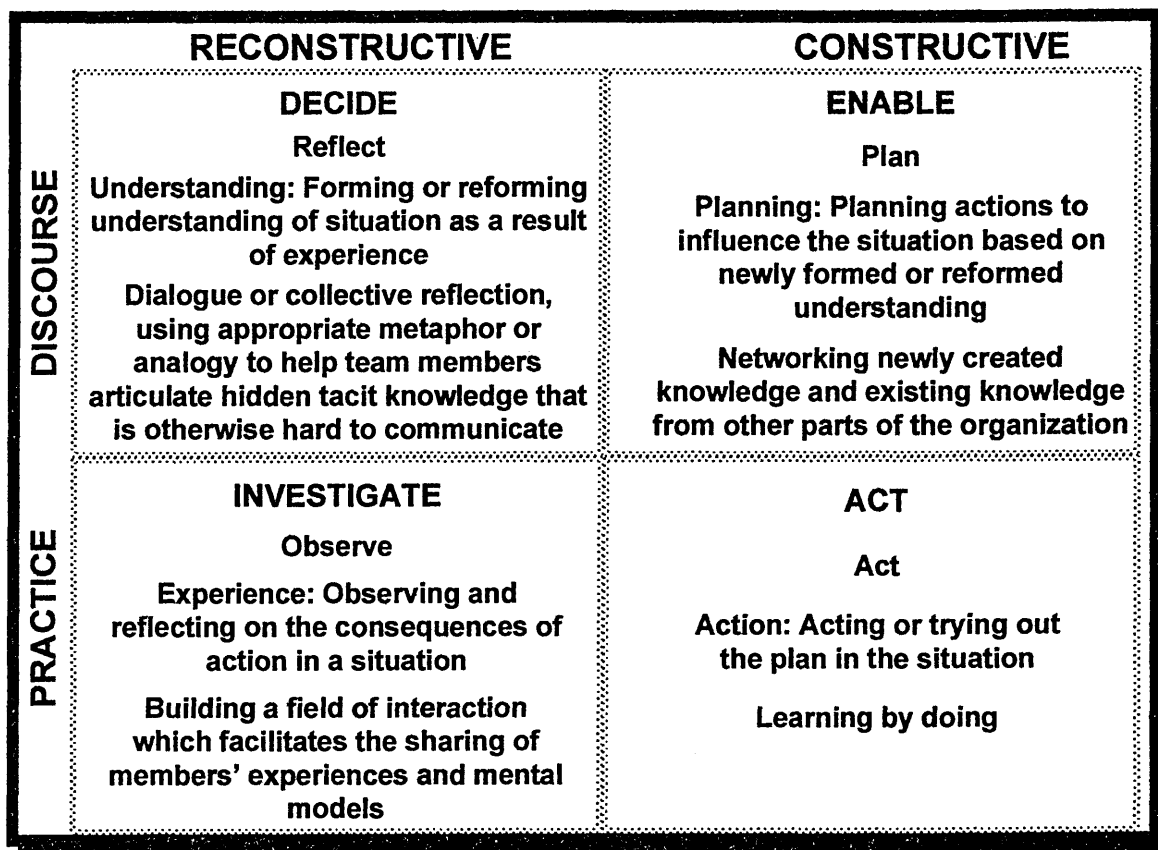 RECONSTRUCTIVE
CONSTRUCTIVE
DISCOURSE
DECIDE
Reflect
Understanding: Forming or reforming
understanding of situation as a result
of experience
Dialogue or collective reflection,
using appropriate metaphor or
analogy to help team members
articulate hidden tacit knowledge that
is otherwise hard to communicate
ENABLE
Plan
Planning: Planning actions to
influence the situation based on
newly formed or reformed
understanding
Networking newly created
knowledge and existing knowledge
from other parts of the organization
PRACTICE
INVESTIGATE
Observe
Experience: Observing and
reflecting on the consequences of
action in a situation
Building a field of interaction
which facilitates the sharing of
members' experiences and mental
models
ACT
Act
Action: Acting or trying out
the plan in the situation
Learning by doing